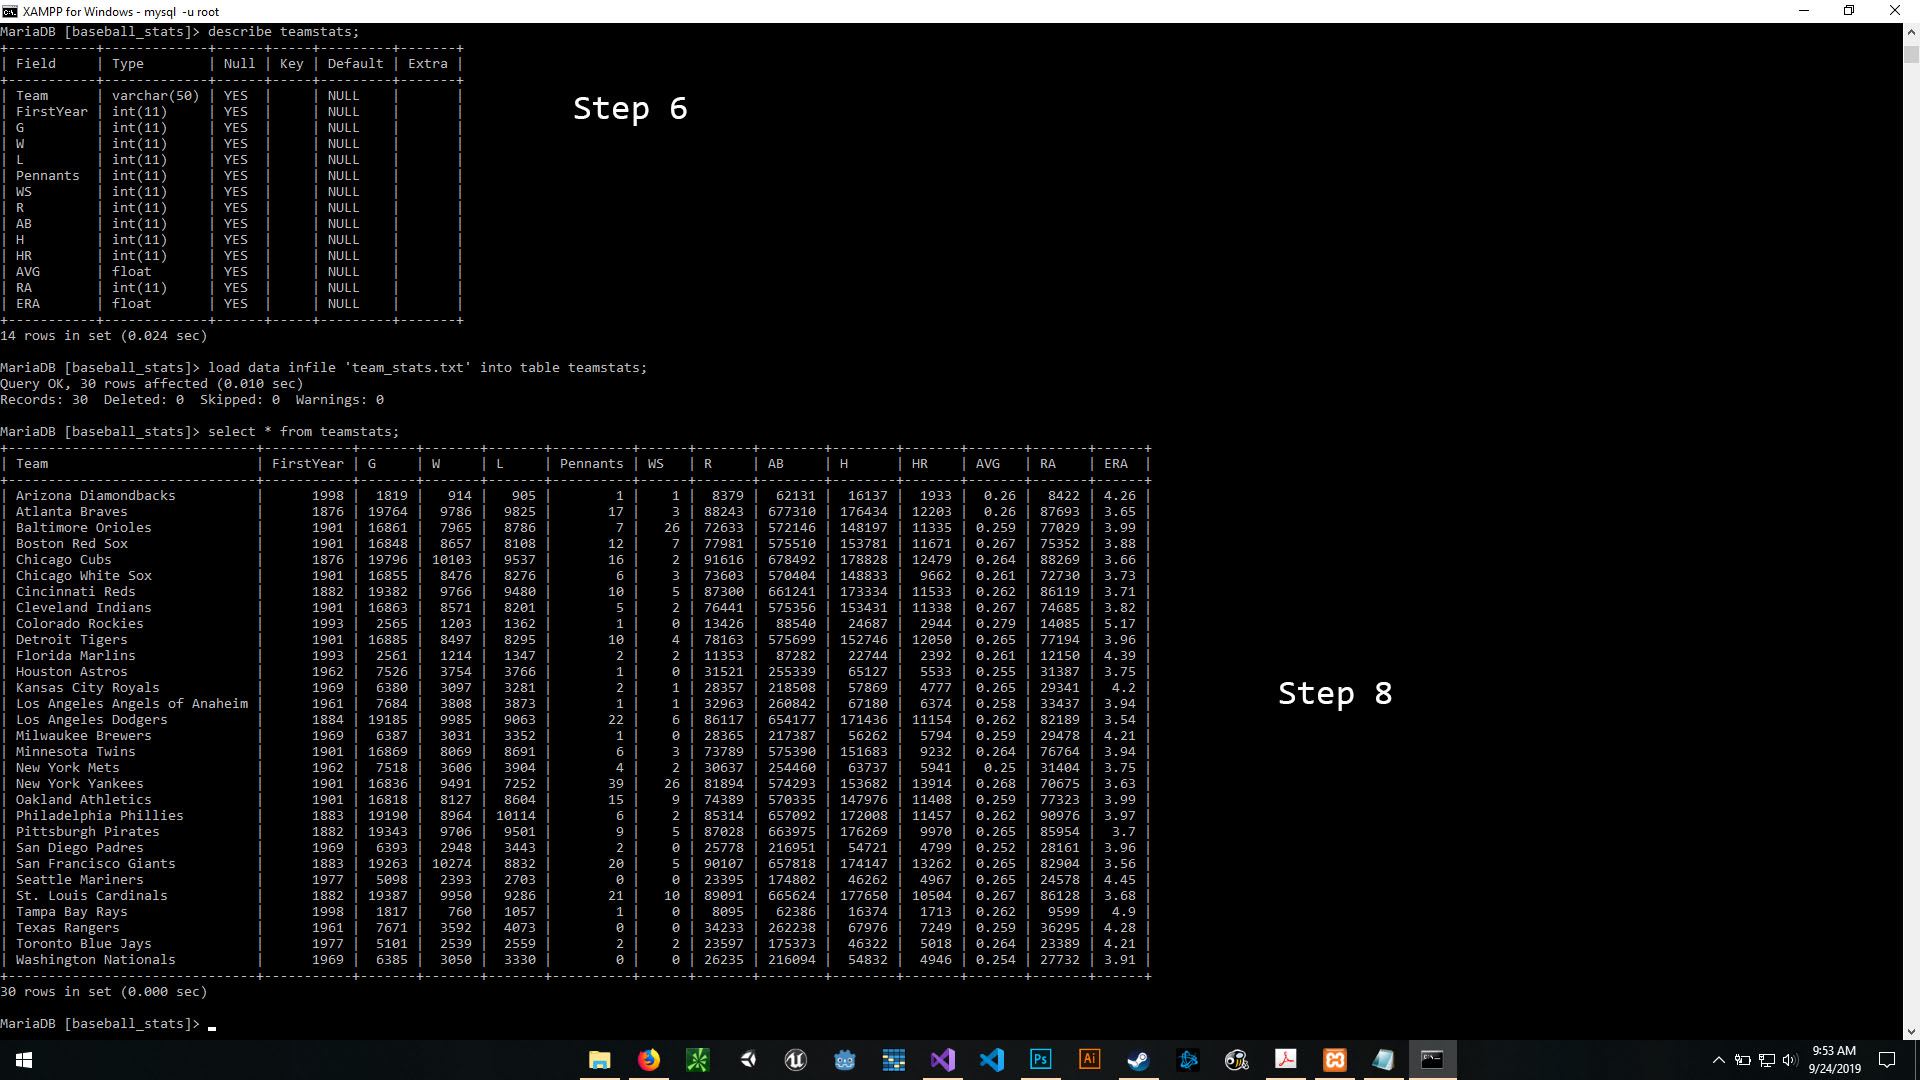 XAMPP for Windows - mysql  -u root
MariaDB [baseball_stats]> describe teamstats;
+-----------+-------------+------+-----+---------+-------+
| Field     | Type        | Null | Key | Default | Extra |
+-----------+-------------+------+-----+---------+-------+
| Team      | varchar(50) | YES  |     | NULL    |       |
| FirstYear | int(11)     | YES  |     | NULL    |       |
| G         | int(11)     | YES  |     | NULL    |       |
| W         | int(11)     | YES  |     | NULL    |       |
| L         | int(11)     | YES  |     | NULL    |       |
| Pennants  | int(11)     | YES  |     | NULL    |       |
| WS        | int(11)     | YES  |     | NULL    |       |
| R         | int(11)     | YES  |     | NULL    |       |
| AB        | int(11)     | YES  |     | NULL    |       |
| H         | int(11)     | YES  |     | NULL    |       |
| HR        | int(11)     | YES  |     | NULL    |       |
| AVG       | float       | YES  |     | NULL    |       |
| RA        | int(11)     | YES  |     | NULL    |       |
| ERA       | float       | YES  |     | NULL    |       |
+-----------+-------------+------+-----+---------+-------+
14 rows in set (0.024 sec)
Step 6
MariaDB [baseball_stats]> load data infile 'team_stats.txt' into table teamstats;
Query OK, 30 rows affected (0.010 sec)
Records: 30  Deleted: 0  Skipped: 0  Warnings: 0
MariaDB [baseball_stats]> select * from teamstats;
+-------------------------------+-----------+-------+-------+-------+----------+------+-------+--------+--------+-------+-------+-------+------+
| Team | FirstYear | G | W | L | Pennants | WS | R | AB | H | HR | AVG | RA | ERA |
+-------------------------------+-----------+-------+-------+-------+----------+------+-------+--------+--------+-------+-------+-------+------+
| Arizona Diamondbacks | 1998 | 1819 | 914 | 905 | 1 | 1 | 8379 | 62131 | 16137 | 1933 | 0.26 | 8422 | 4.26 |
| Atlanta Braves | 1876 | 19764 | 9786 | 9825 | 17 | 3 | 88243 | 677310 | 176434 | 12203 | 0.26 | 87693 | 3.65 |
| Baltimore Orioles | 1901 | 16861 | 7965 | 8786 | 7 | 26 | 72633 | 572146 | 148197 | 11335 | 0.259 | 77029 | 3.99 |
| Boston Red Sox | 1901 | 16848 | 8657 | 8108 | 12 | 7 | 77981 | 575510 | 153781 | 11671 | 0.267 | 75352 | 3.88 |
| Chicago Cubs | 1876 | 19796 | 10103 | 9537 | 16 | 2 | 91616 | 678492 | 178828 | 12479 | 0.264 | 88269 | 3.66 |
| Chicago White Sox | 1901 | 16855 | 8476 | 8276 | 6 | 3 | 73603 | 570404 | 148833 | 9662 | 0.261 | 72730 | 3.73 |
| Cincinnati Reds | 1882 | 19382 | 9766 | 9480 | 10 | 5 | 87300 | 661241 | 173334 | 11533 | 0.262 | 86119 | 3.71 |
| Cleveland Indians | 1901 | 16863 | 8571 | 8201 | 5 | 2 | 76441 | 575356 | 153431 | 11338 | 0.267 | 74685 | 3.82 |
| Colorado Rockies | 1993 | 2565 | 1203 | 1362 | 1 | 0 | 13426 | 88540 | 24687 | 2944 | 0.279 | 14085 | 5.17 |
| Detroit Tigers | 1901 | 16885 | 8497 | 8295 | 10 | 4 | 78163 | 575699 | 152746 | 12050 | 0.265 | 77194 | 3.96 |
| Florida Marlins | 1993 | 2561 | 1214 | 1347 | 2 | 2 | 11353 | 87282 | 22744 | 2392 | 0.261 | 12150 | 4.39 |
| Houston Astros | 1962 | 7526 | 3754 | 3766 | 1 | 0 | 31521 | 255339 | 65127 | 5533 | 0.255 | 31387 | 3.75 |
| Kansas City Royals | 1969 | 6380 | 3097 | 3281 | 2 | 1 | 28357 | 218508 | 57869 | 4777 | 0.265 | 29341 | 4.2 |
| Los Angeles Angels of Anaheim | 1961 | 7684 | 3808 | 3873 | 1 | 1 | 32963 | 260842 | 67180 | 6374 | 0.258 | 33437 | 3.94 |
| Los Angeles Dodgers | 1884 | 19185 | 9985 | 9063 | 22 | 6 | 86117 | 654177 | 171436 | 11154 | 0.262 | 82189 | 3.54 |
| Milwaukee Brewers | 1969 | 6387 | 3031 | 3352 | 1 | 0 | 28365 | 217387 | 56262 | 5794 | 0.259 | 29478 | 4.21 |
| Minnesota Twins | 1901 | 16869 | 8069 | 8691 | 6 | 3 | 73789 | 575390 | 151683 | 9232 | 0.264 | 76764 | 3.94 |
| New York Mets | 1962 | 7518 | 3606 | 3904 | 4 | 2 | 30637 | 254460 | 63737 | 5941 | 0.25 | 31404 | 3.75 |
| New York Yankees | 1901 | 16836 | 9491 | 7252 | 39 | 26 | 81894 | 574293 | 153682 | 13914 | 0.268 | 70675 | 3.63 |
| Oakland Athletics | 1901 | 16818 | 8127 | 8604 | 15 | 9 | 74389 | 570335 | 147976 | 11408 | 0.259 | 77323 | 3.99 |
| Philadelphia Phillies | 1883 | 19190 | 8964 | 10114 | 6 | 2 | 85314 | 657092 | 172008 | 11457 | 0.262 | 90976 | 3.97 |
| Pittsburgh Pirates | 1882 | 19343 | 9706 | 9501 | 9 | 5 | 87028 | 663975 | 176269 | 9970 | 0.265 | 85954 | 3.7 |
| San Diego Padres | 1969 | 6393 | 2948 | 3443 | 2 | 0 | 25778 | 216951 | 54721 | 4799 | 0.252 | 28161 | 3.96 |
| San Francisco Giants | 1883 | 19263 | 10274 | 8832 | 20 | 5 | 90107 | 657818 | 174147 | 13262 | 0.265 | 82904 | 3.56 |
| Seattle Mariners | 1977 | 5098 | 2393 | 2703 | 0 | 0 | 23395 | 174802 | 46262 | 4967 | 0.265 | 24578 | 4.45 |
| St. Louis Cardinals | 1882 | 19387 | 9950 | 9286 | 21 | 10 | 89091 | 665624 | 177650 | 10504 | 0.267 | 86128 | 3.68 |
| Tampa Bay Rays | 1998 | 1817 | 760 | 1057 | 1 | 0 | 8095 | 62386 | 16374 | 1713 | 0.262 | 9599 | 4.9 |
| Texas Rangers | 1961 | 7671 | 3592 | 4073 | 0 | 0 | 34233 | 262238 | 67976 | 7249 | 0.259 | 36295 | 4.28 |
| Toronto Blue Jays | 1977 | 5101 | 2539 | 2559 | 2 | 2 | 23597 | 175373 | 46322 | 5018 | 0.264 | 23389 | 4.21 |
| Washington Nationals | 1969 | 6385 | 3050 | 3330 | 0 | 0 | 26235 | 216094 | 54832 | 4946 | 0.254 | 27732 | 3.91 |
+-------------------------------+-----------+-------+-------+-------+----------+------+-------+--------+--------+-------+-------+-------+------+
30 rows in set (0.000 sec)
Step 8
MariaDB [baseball_stats]> _
Ps
Ai
9:53 AM
9/24/2019